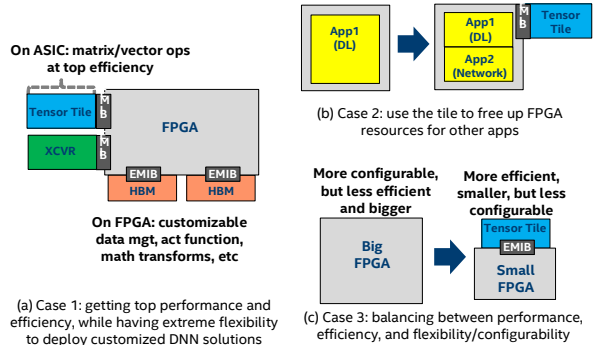 On ASIC: matrix/vector ops
at top efficiency
Tensor Tile
EMIB
XCVR
EMIB
FPGA
EMIB
EMIB
HBM
HBM
On FPGA: customizable
data mgt, act function,
math transforms, etc
(a) Case 1: getting top performance and
efficiency, while having extreme flexibility
to deploy customized DNN solutions
App1
(DL)
App1
(DL)
App2
(Network)
EMIB
Tensor
Tile
(b) Case 2: use the tile to free up FPGA
resources for other apps
More configurable,
but less efficient
and bigger
Big
FPGA
More efficient,
smaller, but less
configurable
Tensor Tile
EMIB
Small
FPGA
(c) Case 3: balancing between performance,
efficiency, and flexibility/configurability